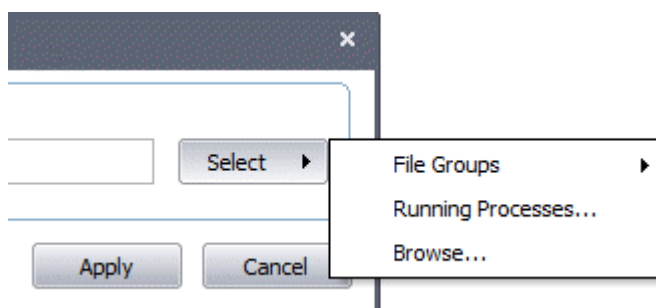 Select
File Groups
Running Processes...
Browse...
Apply
Cancel